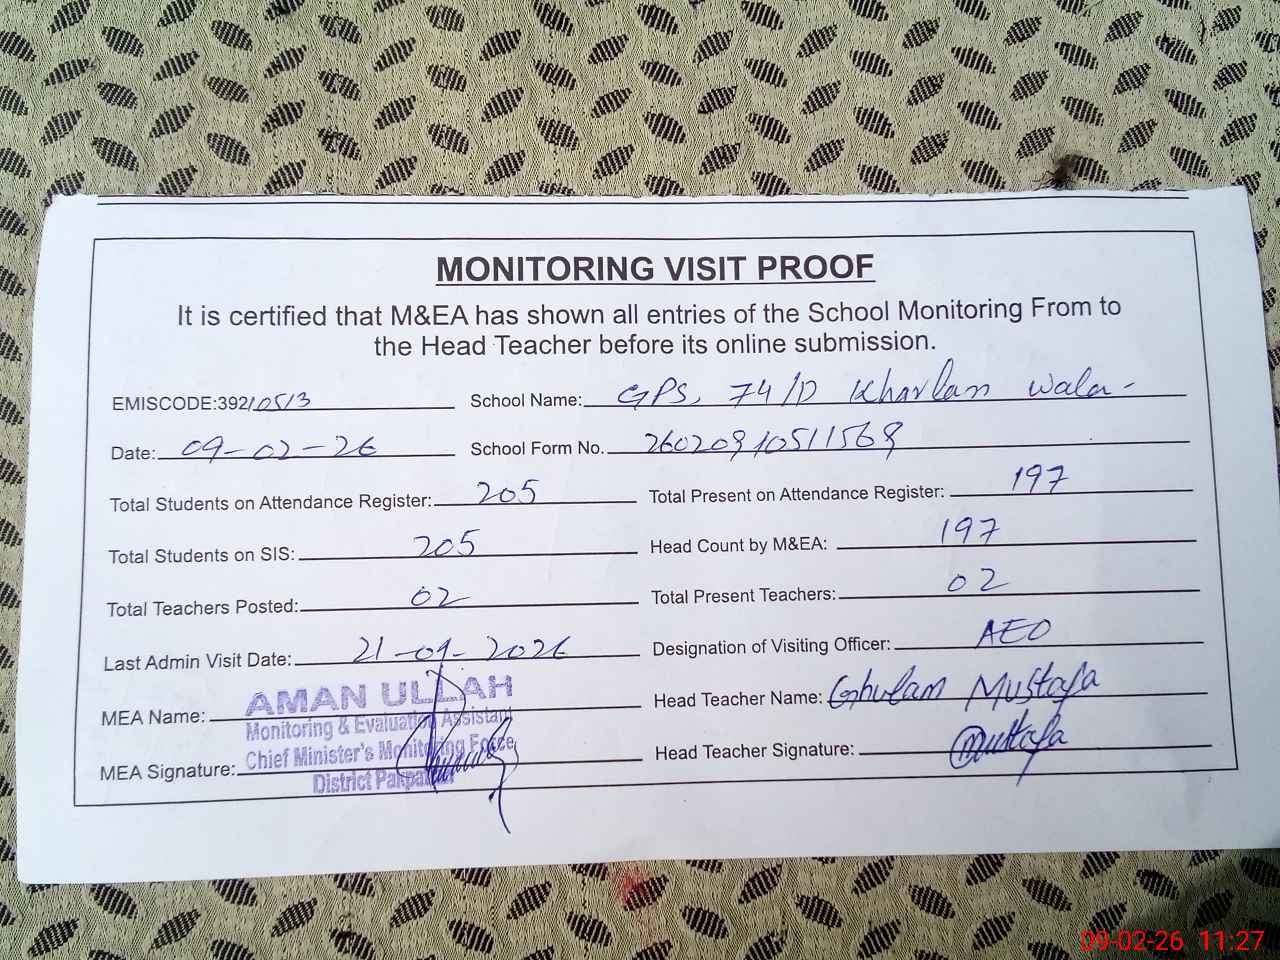 MONITORING VISIT PROOF
It is certified that M&EA has shown all entries of the School Monitoring From to
the Head Teacher before its online submission.
EMISCODE:39210513 School Name: GPS, 74/D Kharlan Wala-
Date: 09-02-26 School Form No. 26020910511569
Total Students on Attendance Register: 205 Total Present on Attendance Register: 197
Total Students on SIS: 205 Head Count by M&EA: 197
Total Teachers Posted: 02 Total Present Teachers: 02
Last Admin Visit Date: 21-01-2026 Designation of Visiting Officer: AEO
MEA Name: AMAN ULLAH Head Teacher Name: Ghulam Mustafa
Monitoring & Evaluation Assistant
Chief Minister's Monitoring Force
MEA Signature: Head Teacher Signature: Mustafa
District Pakpattan
09-02-26 11:27